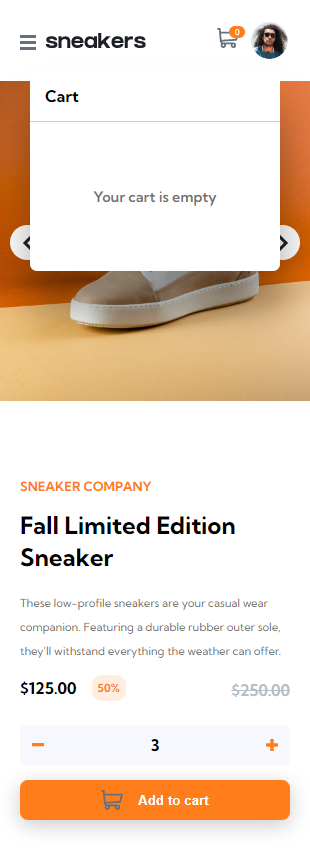 sneakers
0
Cart
Your cart is empty
SNEAKER COMPANY
Fall Limited Edition
Sneaker
These low-profile sneakers are your casual wear
companion. Featuring a durable rubber outer sole,
they'll withstand everything the weather can offer.
$125.00 50% $250.00
3
Add to cart